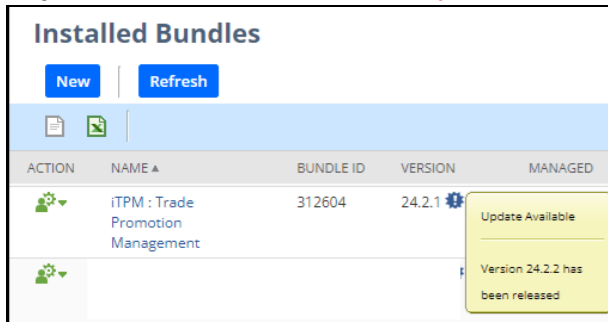 Installed Bundles
New Refresh
ACTION NAME BUNDLE ID VERSION MANAGED
iTPM : Trade 312604 24.2.1 Update Available
Promotion
Management
Version 24.2.2 has
been released